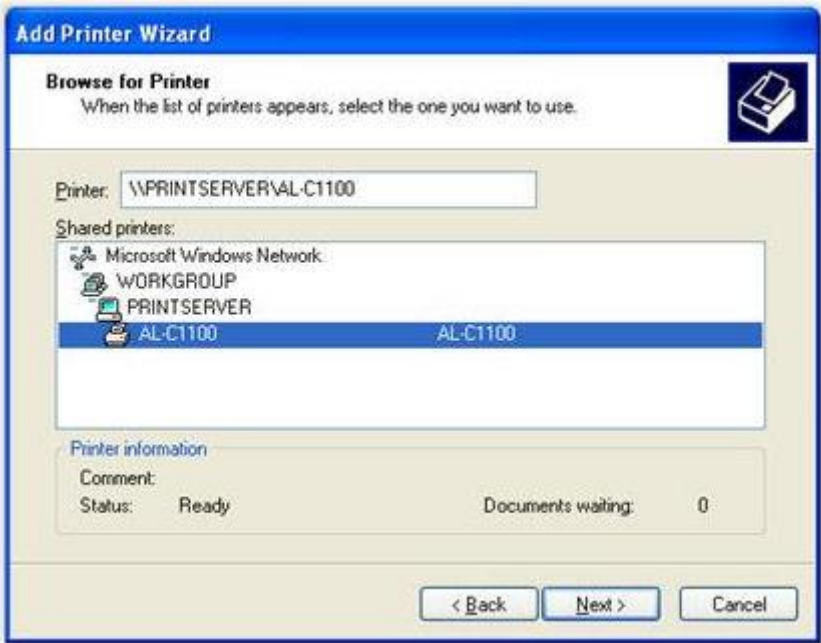 Add Printer Wizard
Browse for Printer
When the list of printers appears, select the one you want to use.
Printer: \\PRINTSERVER\AL-C1100
Shared printers:
Microsoft Windows Network
WORKGROUP
PRINTSERVER
AL-C1100 AL-C1100
Printer information
Comment:
Status: Ready Documents waiting: 0
< Back Next > Cancel